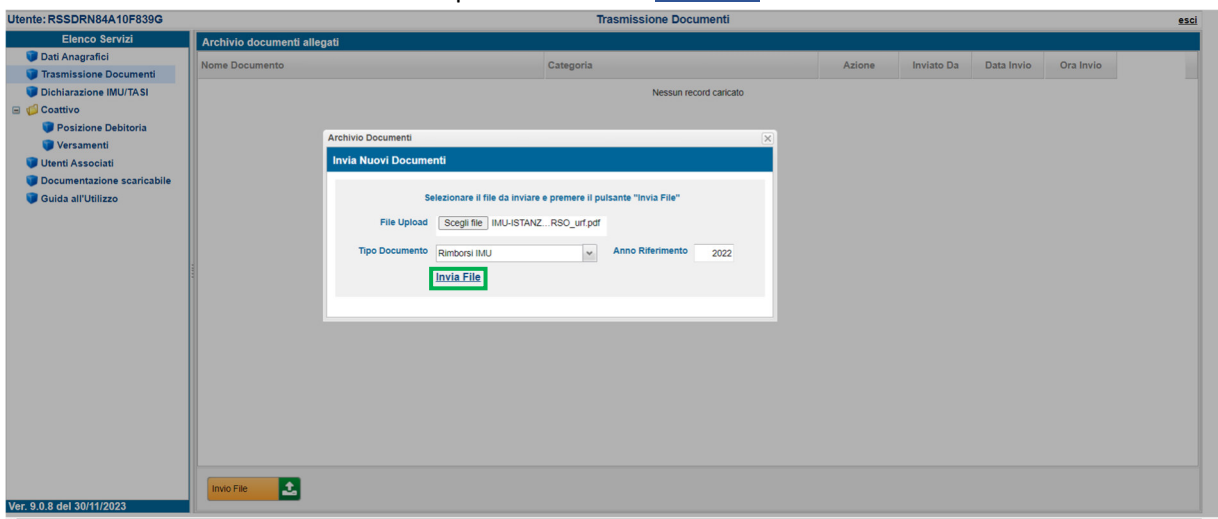 Utente: RSSDRN84A10F839G
Trasmissione Documenti
esci
Elenco Servizi
Dati Anagrafici
Trasmissione Documenti
Dichiarazione IMU/TASI
Coattivo
Posizione Debitoria
Versamenti
Utenti Associati
Documentazione scaricabile
Guida all'Utilizzo
Archivio documenti allegati
Nome Documento Categoria Azione Inviato Da Data Invio Ora Invio
Nessun record caricato
Archivio Documenti
Invia Nuovi Documenti
Selezionare il file da inviare e premere il pulsante "Invia File"
File Upload Scegli file IMU-ISTANZ...RSO_urf.pdf
Tipo Documento Rimborsi IMU Anno Riferimento 2022
Invia File
Invio File
Ver. 9.0.8 del 30/11/2023